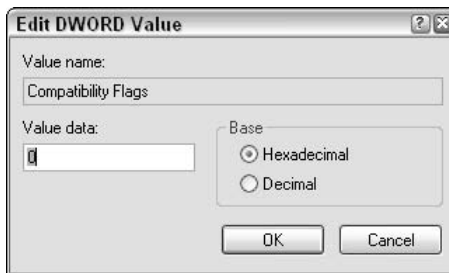 Edit DWORD Value
Value name:
Compatibility Flags
Value data:
0
Base
Hexadecimal
Decimal
OK
Cancel